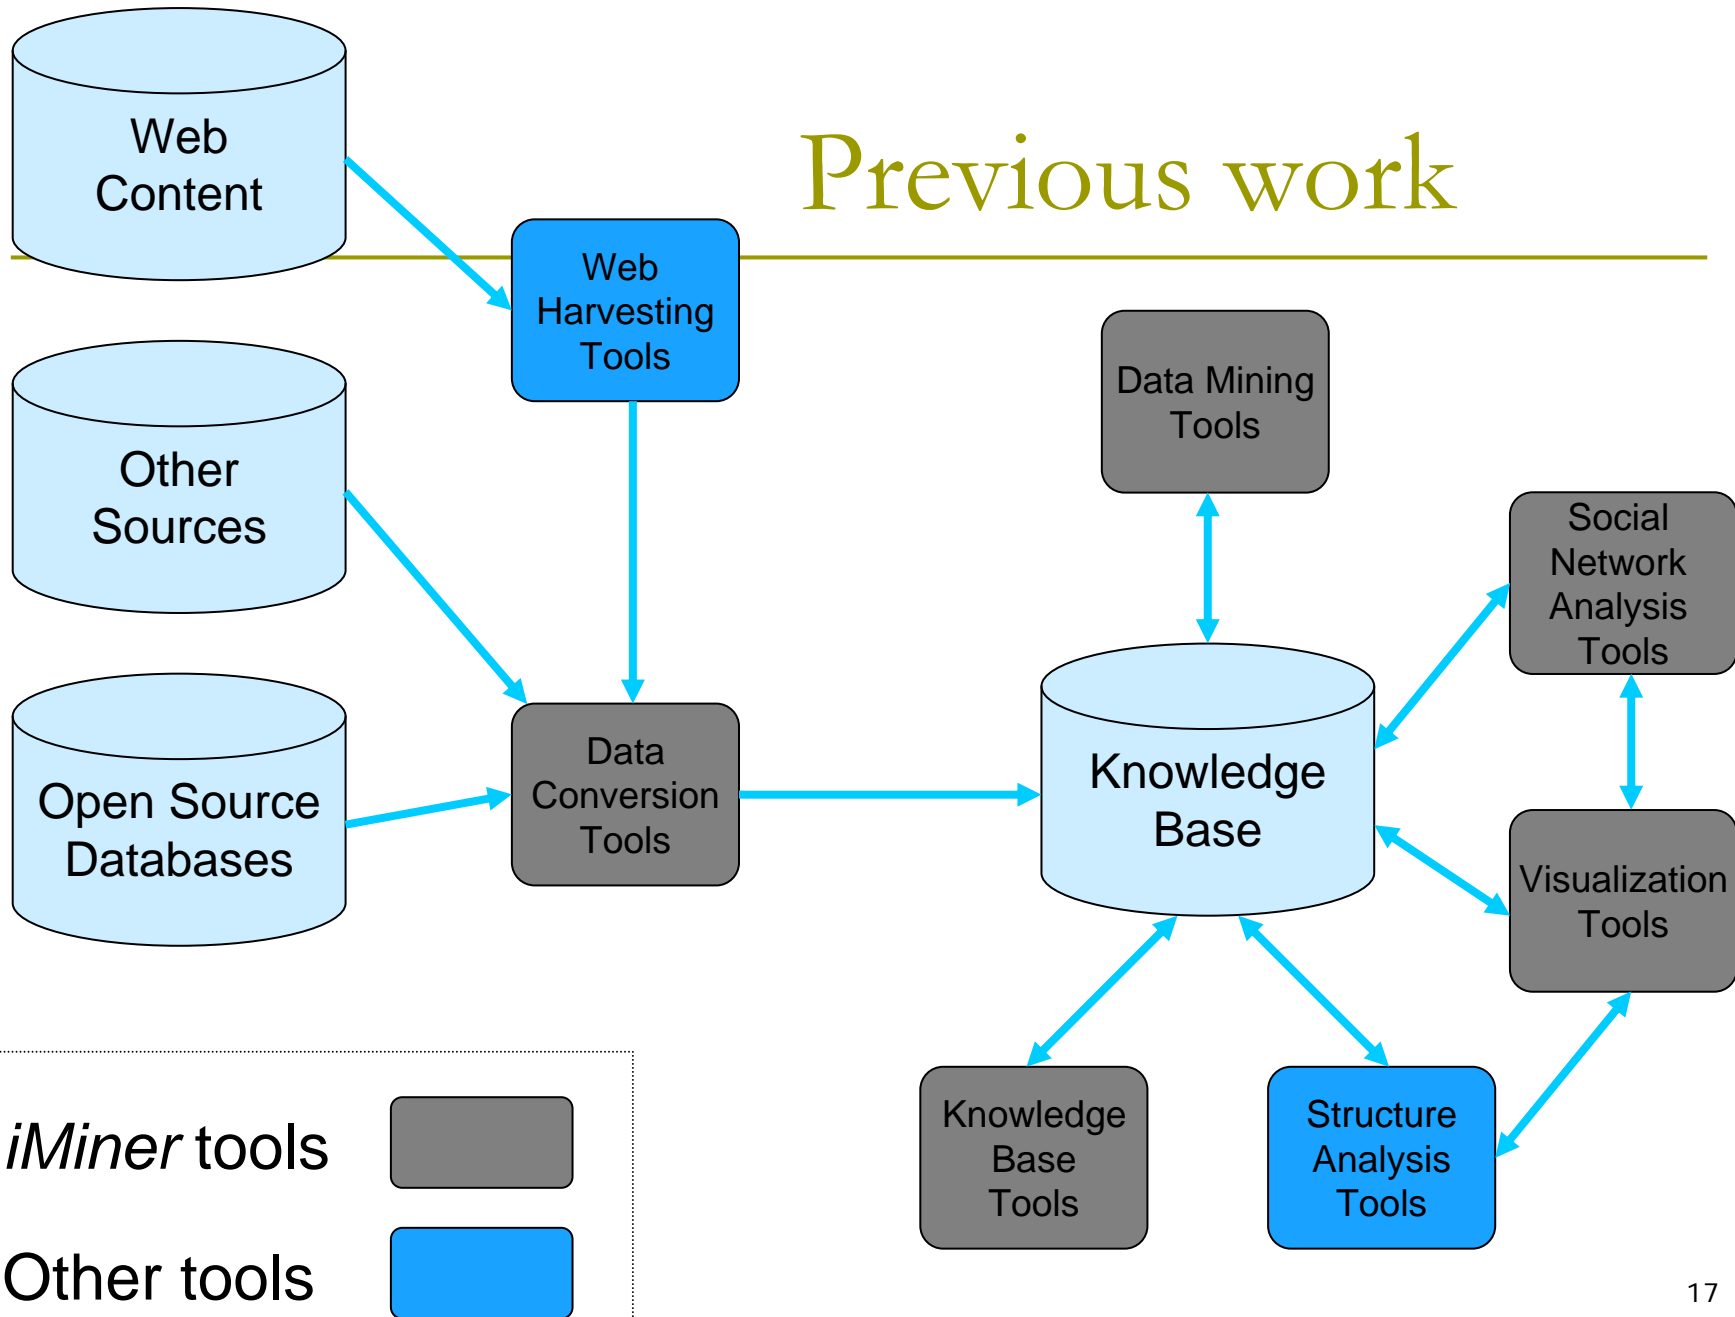 Previous work
Web
Content
Web
Harvesting
Tools
Other
Sources
Data Mining
Tools
Social
Network
Analysis
Tools
Open Source
Databases
Data
Conversion
Tools
Knowledge
Base
Visualization
Tools
Knowledge
Base
Tools
Structure
Analysis
Tools
iMiner tools
Other tools
17